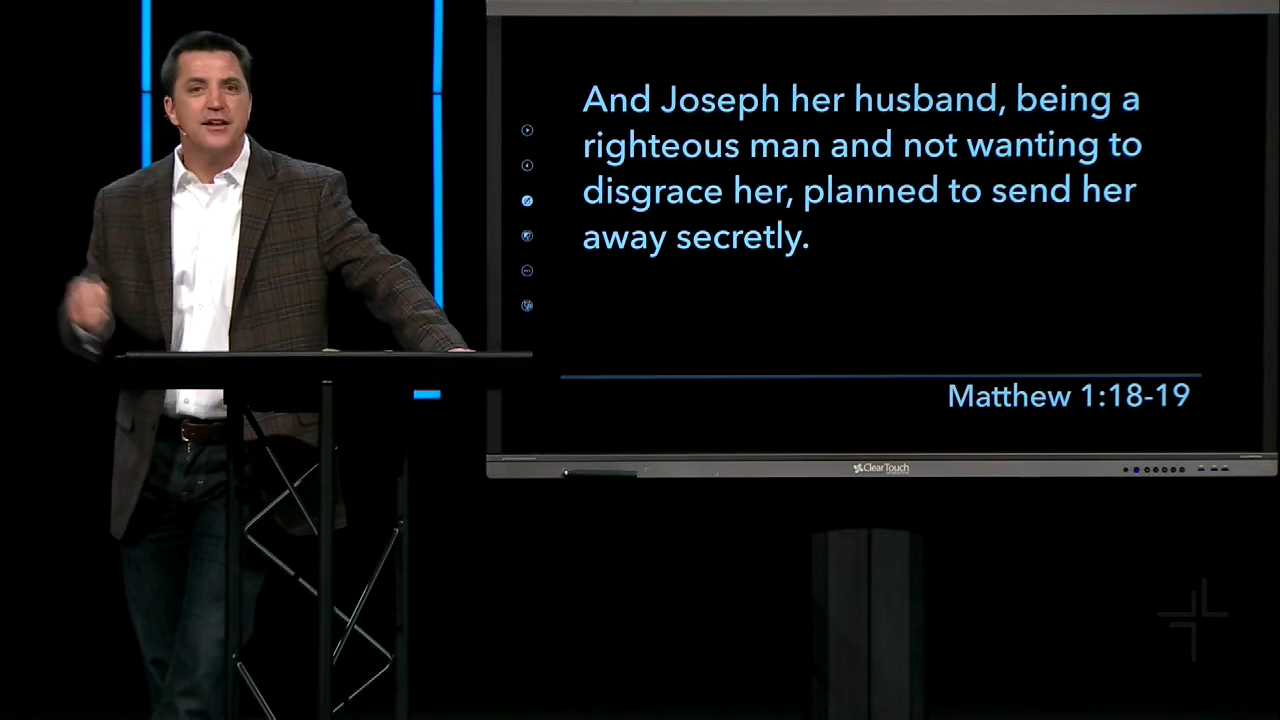 And Joseph her husband, being a
righteous man and not wanting to
disgrace her, planned to send her
away secretly.
Matthew 1:18-19
ClearTouch